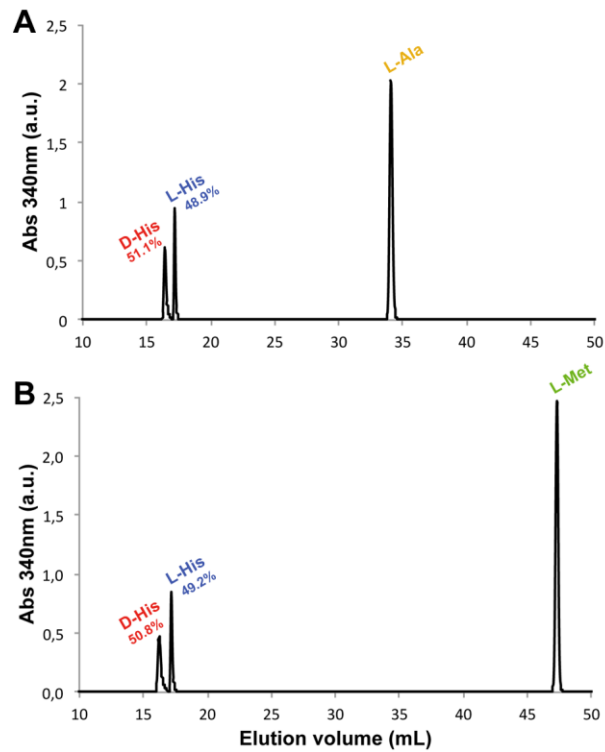 A
Abs 340nm (a.u.)
2,5
2
1,5
1
0,5
0
L-Ala
L-His
48.9%
D-His
51.1%
10 15 20 25 30 35 40 45 50
B
Abs 340nm (a.u.)
2,5
2,0
1,5
1,0
0,5
0,0
L-Met
L-His
49.2%
D-His
50.8%
10 15 20 25 30 35 40 45 50
Elution volume (mL)